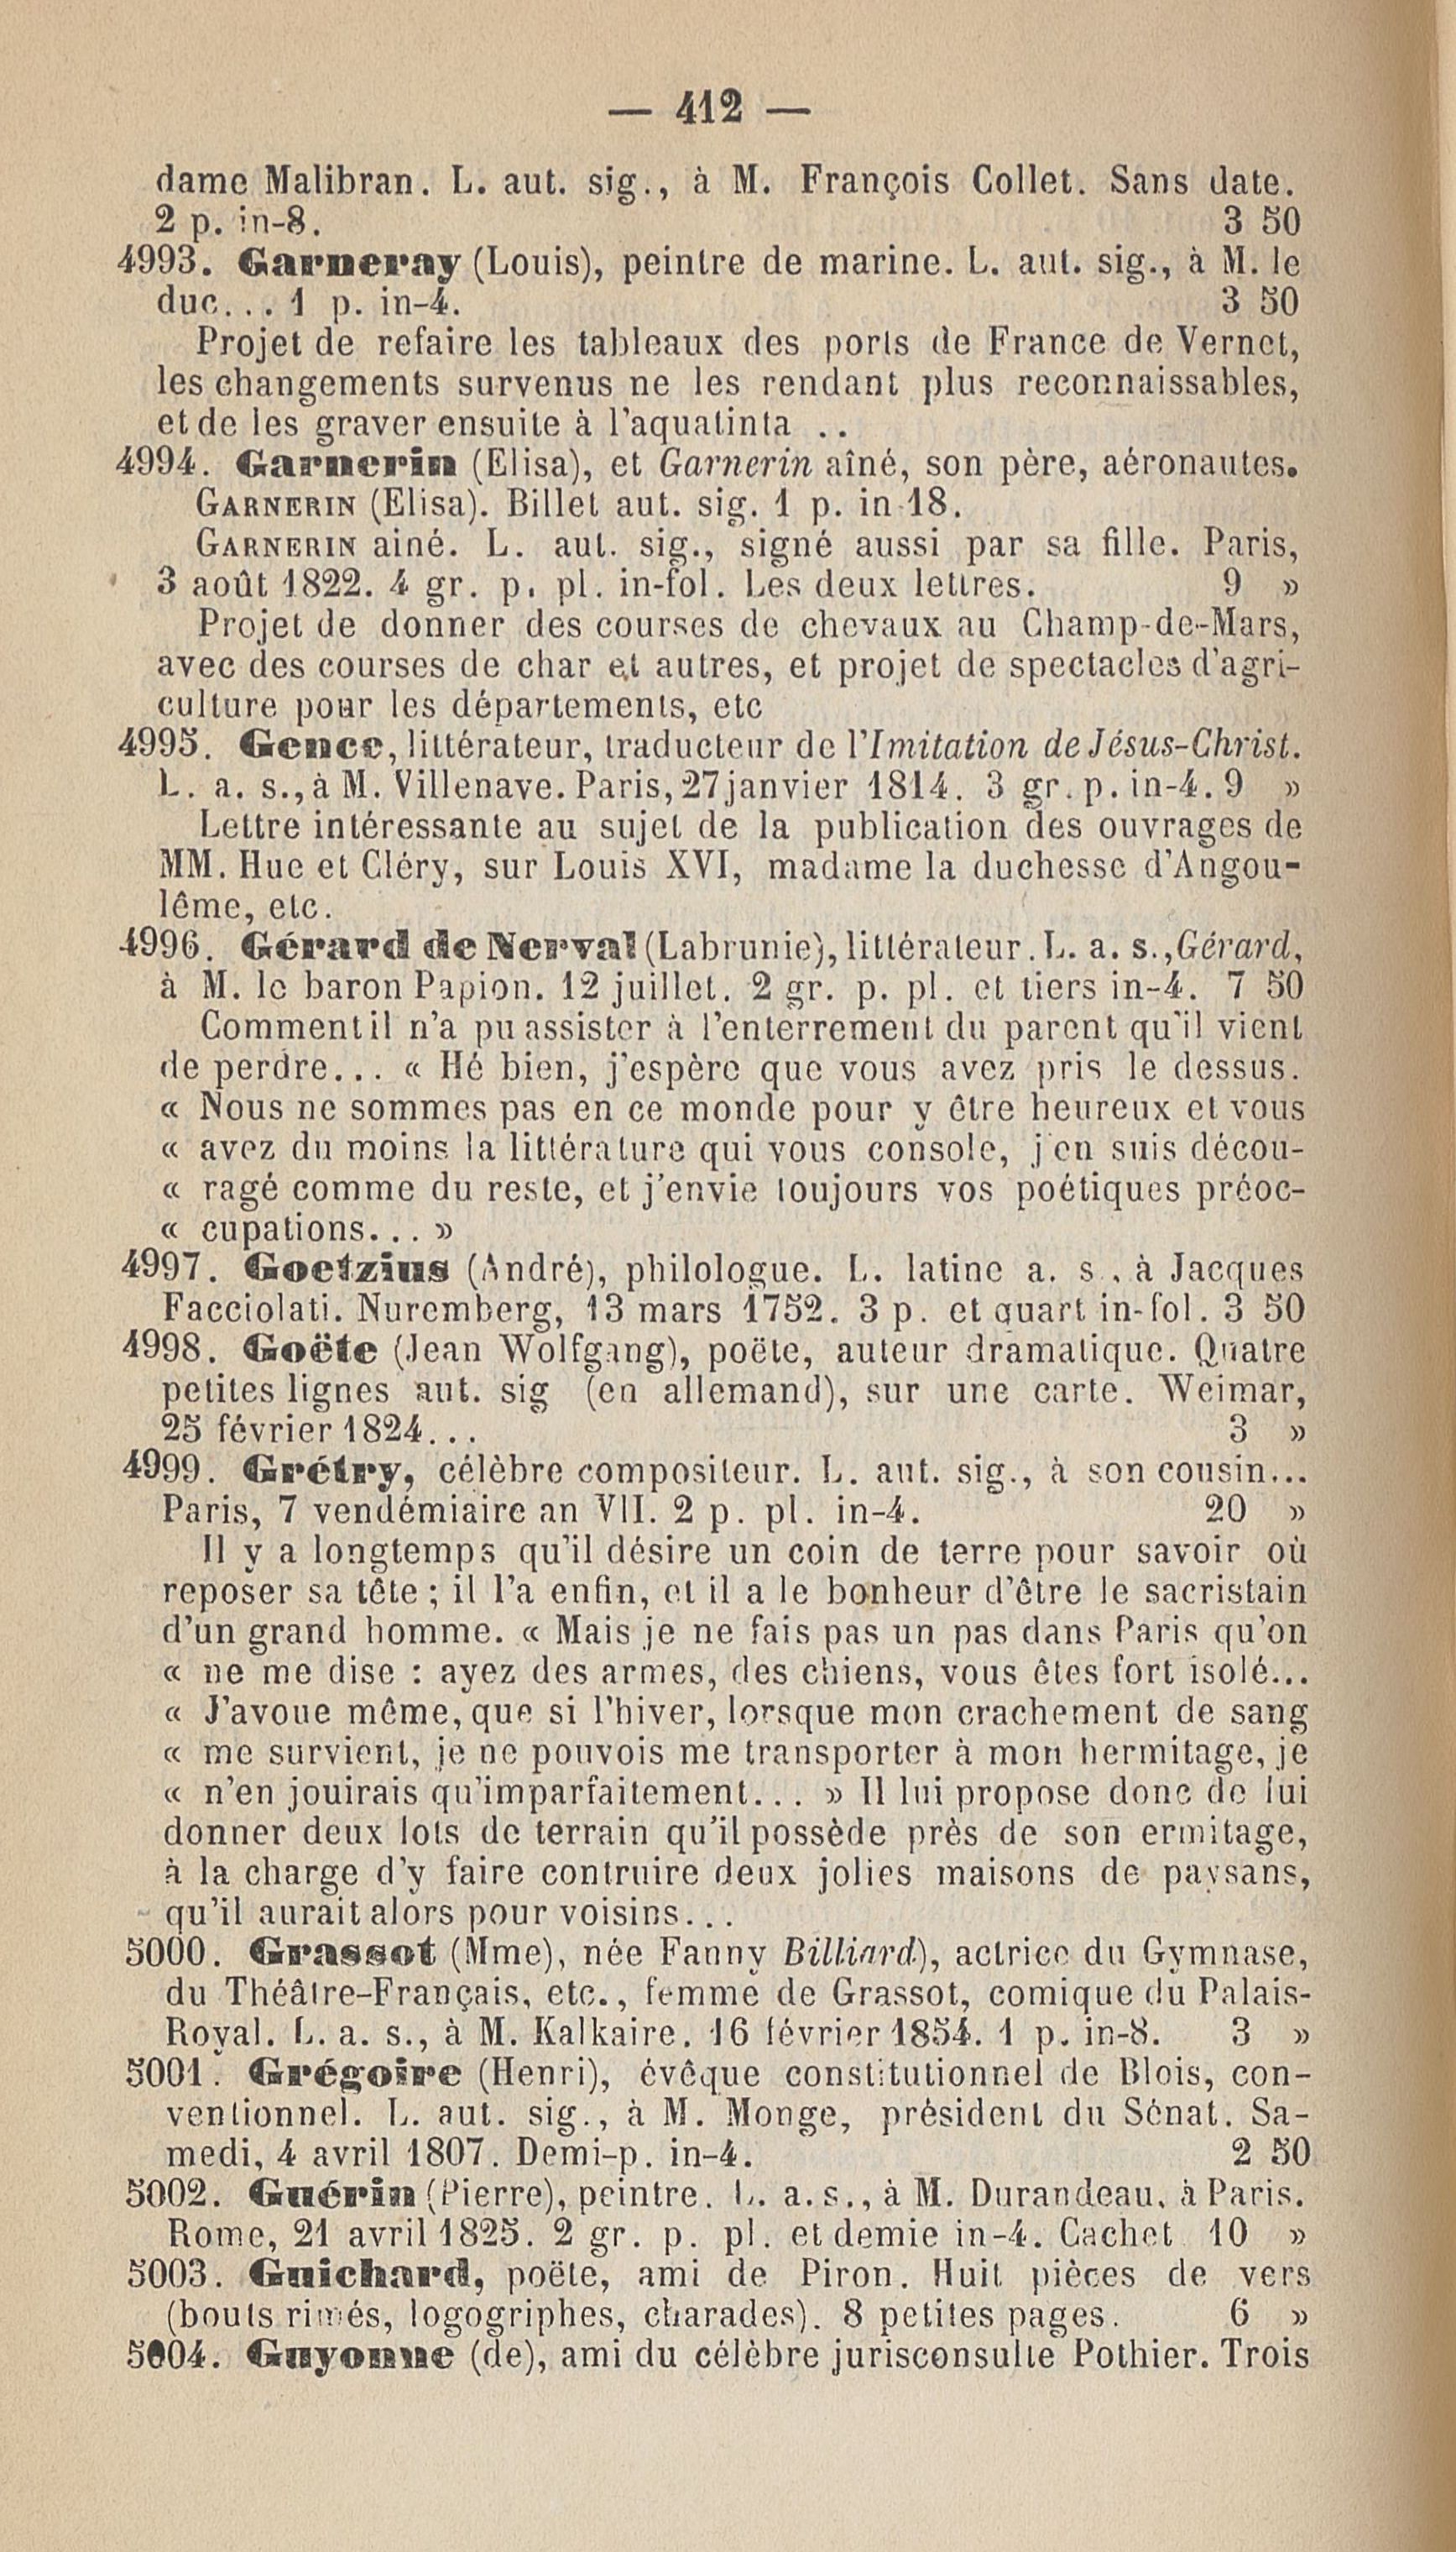 — 412 —
dame Malibran. L. aut. sig., à M. François Collet. Sans date.
2 p. in-8. 3 50
4993. Garneray (Louis), peintre de marine. L. aut. sig., à M. le
duc... 1 p. in-4. 3 50
Projet de refaire les tableaux des ports de France de Vernet,
les changements survenus ne les rendant plus reconnaissables,
et de les graver ensuite à l'aquatinta ..
4994. Garnerin (Elisa), et Garnerin aîné, son père, aéronautes.
GARNERIN (Elisa). Billet aut. sig. 1 p. in-18.
GARNERIN ainé. L. aut. sig., signé aussi par sa fille. Paris,
3 août 1822. 4 gr. p. pl. in-fol. Les deux lettres. 9 »
Projet de donner des courses de chevaux au Champ-de-Mars,
avec des courses de char et autres, et projet de spectacles d'agri-
culture pour les départements, etc
4995. Gence, littérateur, traducteur de l'Imitation de Jésus-Christ.
L. a. s., à M. Villenave. Paris, 27 janvier 1814. 3 gr. p. in-4. 9 »
Lettre intéressante au sujet de la publication des ouvrages de
MM. Hue et Cléry, sur Louis XVI, madame la duchesse d'Angou-
lême, etc.
4996. Gérard de Nerval (Labrunie), littérateur. L. a. s., Gérard,
à M. le baron Papion. 12 juillet. 2 gr. p. pl. et tiers in-4. 7 50
Comment il n'a pu assister à l'enterrement du parent qu'il vient
de perdre... « Hé bien, j'espère que vous avez pris le dessus.
« Nous ne sommes pas en ce monde pour y être heureux et vous
« avez du moins la littérature qui vous console, j'en suis décou-
« ragé comme du reste, et j'envie toujours vos poétiques préoc-
« cupations... »
4997. Goetzius (André), philologue. L. latine a. s., à Jacques
Facciolati. Nuremberg, 13 mars 1752. 3 p. et quart in-fol. 3 50
4998. Goëte (Jean Wolfgang), poëte, auteur dramatique. Quatre
petites lignes aut. sig (en allemand), sur une carte. Weimar,
25 février 1824... 3 »
4999. Grétry, célèbre compositeur. L. aut. sig., à son cousin...
Paris, 7 vendémiaire an VII. 2 p. pl. in-4. 20 »
Il y a longtemps qu'il désire un coin de terre pour savoir où
reposer sa tête ; il l'a enfin, et il a le bonheur d'être le sacristain
d'un grand homme. « Mais je ne fais pas un pas dans Paris qu'on
« ne me dise : ayez des armes, des chiens, vous êtes fort isolé...
« J'avoue même, que si l'hiver, lorsque mon crachement de sang
« me survient, je ne pouvois me transporter à mon hermitage, je
« n'en jouirais qu'imparfaitement... » Il lui propose donc de lui
donner deux lots de terrain qu'il possède près de son ermitage,
à la charge d'y faire contruire deux jolies maisons de paysans,
qu'il aurait alors pour voisins...
5000. Grassot (Mme), née Fanny Billiard), actrice du Gymnase,
du Théâtre-Français, etc., femme de Grassot, comique du Palais-
Royal. L. a. s., à M. Kalkaire. 16 février 1854. 1 p. in-8. 3 »
5001. Grégoire (Henri), évêque constitutionnel de Blois, con-
ventionnel. L. aut. sig., à M. Monge, président du Sénat. Sa-
medi, 4 avril 1807. Demi-p. in-4. 2 50
5002. Guérin (Pierre), peintre. L. a. s., à M. Durandeau, à Paris.
Rome, 21 avril 1825. 2 gr. p. pl. et demie in-4. Cachet 10 »
5003. Guichard, poëte, ami de Piron. Huit pièces de vers
(bouts rimés, logogriphes, charades). 8 petites pages. 6 »
5004. Guyonne (de), ami du célèbre jurisconsulte Pothier. Trois